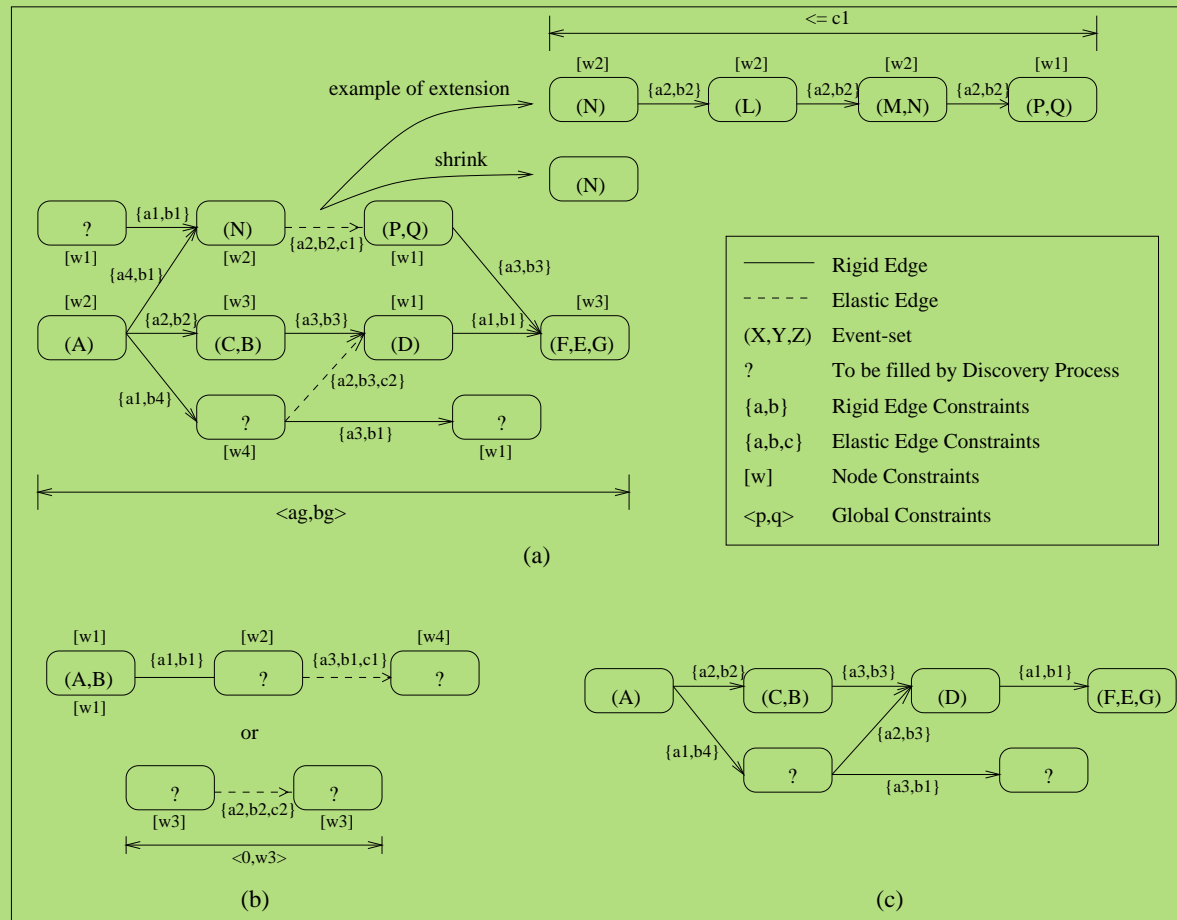 <= c1
[w2] [w2] [w2] [w1]
(N) {a2,b2} (L) {a2,b2} (M,N) {a2,b2} (P,Q)
example of extension
shrink
(N)
? {a1,b1} (N) {a2,b2,c1} (P,Q)
[w1] [w2] [w1]
{a4,b1} {a3,b3}
[w2] [w3] [w1] [w3]
(A) {a2,b2} (C,B) {a3,b3} (D) {a1,b1} (F,E,G)
{a1,b4} {a2,b3,c2}
? {a3,b1} ?
[w4] [w1]
<ag,bg>
Rigid Edge
Elastic Edge
(X,Y,Z) Event-set
? To be filled by Discovery Process
{a,b} Rigid Edge Constraints
{a,b,c} Elastic Edge Constraints
[w] Node Constraints
<p,q> Global Constraints
(a)
[w1] [w2] [w4]
(A,B) {a1,b1} ? {a3,b1,c1} ?
[w1]
or
? {a2,b2,c2} ?
[w3] [w3]
<0,w3>
(b)
(A) {a2,b2} (C,B) {a3,b3} (D) {a1,b1} (F,E,G)
{a1,b4} {a2,b3}
? {a3,b1} ?
(c)